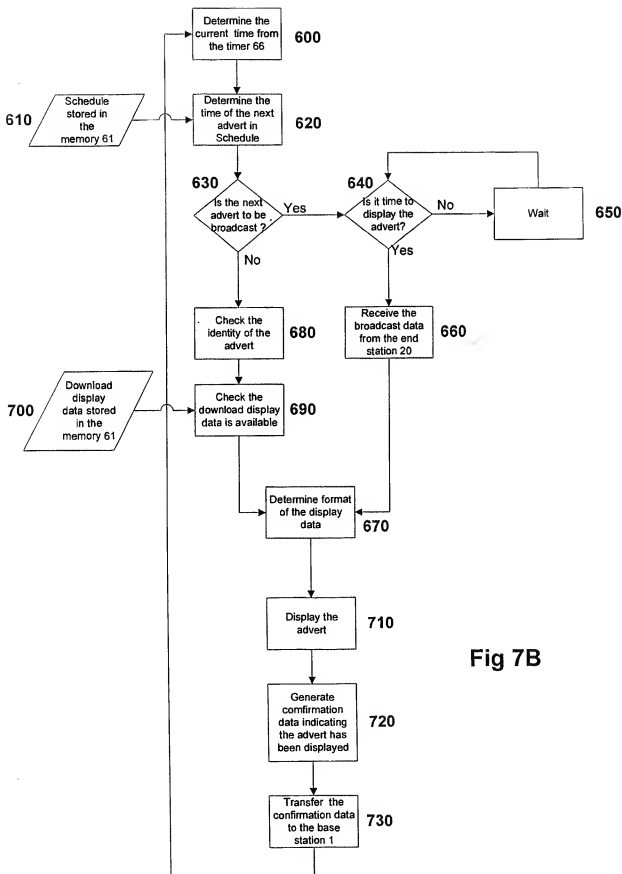 Determine the
current time from
the timer 66
600
610
Schedule
stored in
the
memory 61
Determine the
time of the next
advert in
Schedule
620
630
Is the next
advert to be
broadcast ?
Yes
No
640
Is it time to
display the
advert?
No
Yes
Wait
650
Check the
identity of the
advert
680
Receive the
broadcast data
from the end
station 20
660
700
Download
display
data stored
in the
memory 61
Check the
download display
data is available
690
Determine format
of the display
data
670
Display the
advert
710
Fig 7B
Generate
comfirmation
data indicating
the advert has
been displayed
720
Transfer the
confirmation data
to the base
station 1
730